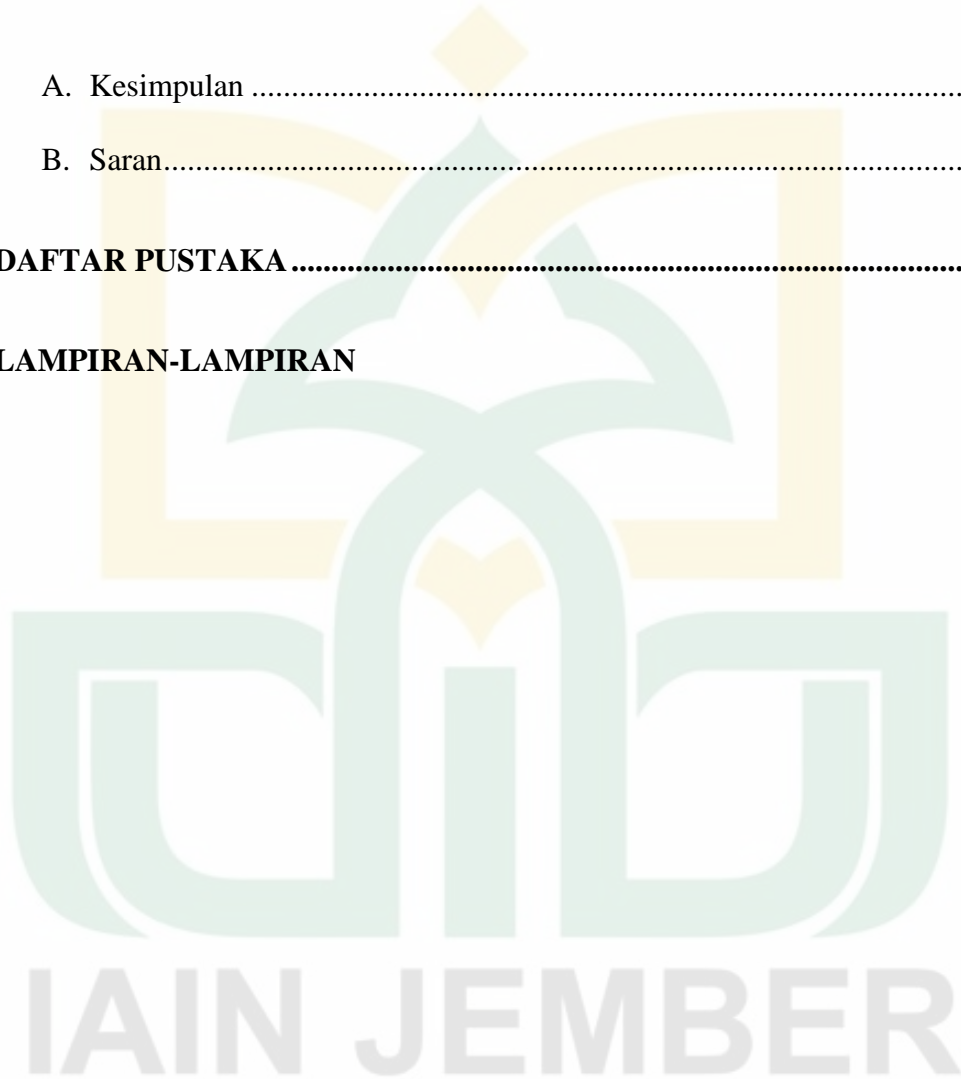 A. Kesimpulan ....................................................................................................
B. Saran....................................................................................................
DAFTAR PUSTAKA ....................................................................................................
LAMPIRAN-LAMPIRAN
IAIN JEMBER